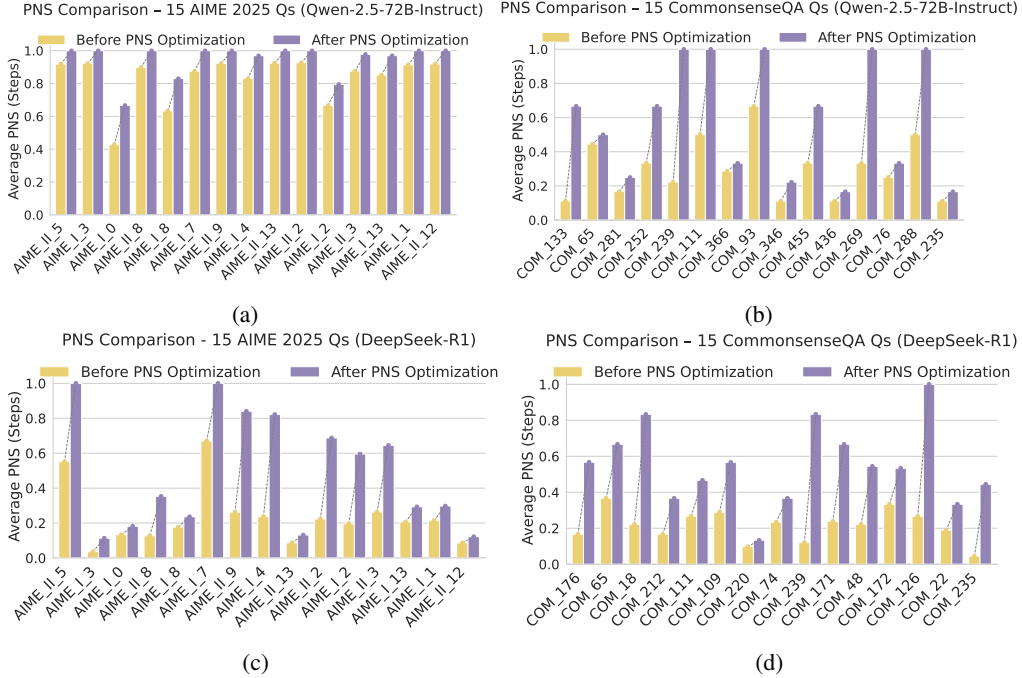 PNS Comparison – 15 AIME 2025 Qs (Qwen-2.5-72B-Instruct)
Before PNS Optimization After PNS Optimization
Average PNS (Steps)
1.0
0.8
0.6
0.4
0.2
0.0
AIME_II_5 AIME_I_3 AIME_I_0 AIME_II_8 AIME_I_8 AIME_I_7 AIME_II_9 AIME_I_4 AIME_II_13 AIME_II_2 AIME_I_2 AIME_II_3 AIME_I_13 AIME_I_1 AIME_II_12
(a)
PNS Comparison – 15 CommonsenseQA Qs (Qwen-2.5-72B-Instruct)
Before PNS Optimization After PNS Optimization
Average PNS (Steps)
1.0
0.8
0.6
0.4
0.2
0.0
COM_133 COM_65 COM_281 COM_252 COM_239 COM_111 COM_366 COM_93 COM_346 COM_455 COM_436 COM_269 COM_76 COM_288 COM_235
(b)
PNS Comparison - 15 AIME 2025 Qs (DeepSeek-R1)
Before PNS Optimization After PNS Optimization
Average PNS (Steps)
1.0
0.8
0.6
0.4
0.2
0.0
AIME_II_5 AIME_I_3 AIME_I_0 AIME_II_8 AIME_I_8 AIME_I_7 AIME_II_9 AIME_I_4 AIME_II_13 AIME_II_2 AIME_I_2 AIME_II_3 AIME_I_13 AIME_I_1 AIME_II_12
(c)
PNS Comparison – 15 CommonsenseQA Qs (DeepSeek-R1)
Before PNS Optimization After PNS Optimization
Average PNS (Steps)
1.0
0.8
0.6
0.4
0.2
0.0
COM_176 COM_65 COM_18 COM_212 COM_111 COM_109 COM_220 COM_74 COM_239 COM_171 COM_48 COM_172 COM_126 COM_22 COM_235
(d)